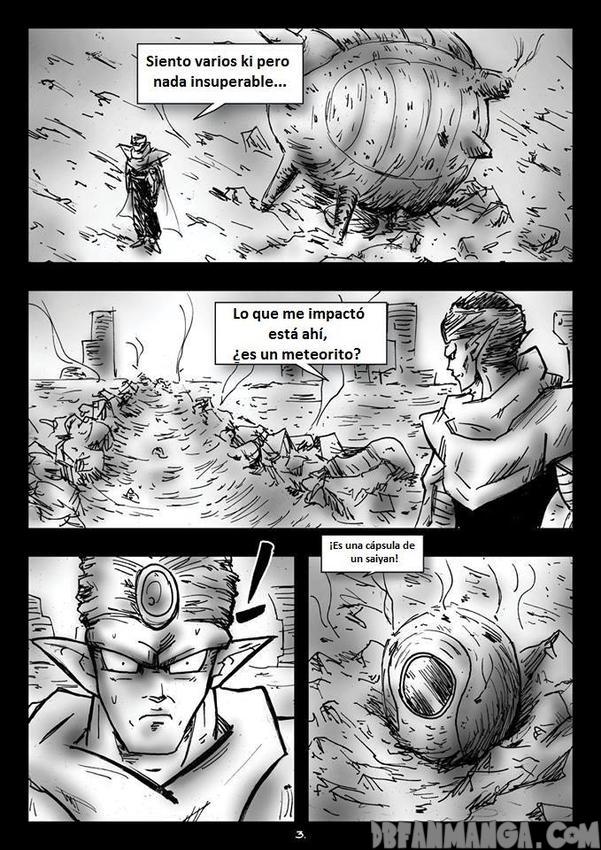 Siento varios ki pero
nada insuperable...
Lo que me impactó
está ahí,
¿es un meteorito?
!
¡Es una cápsula de
un saiyan!
3.
DBFANMANGA.COM